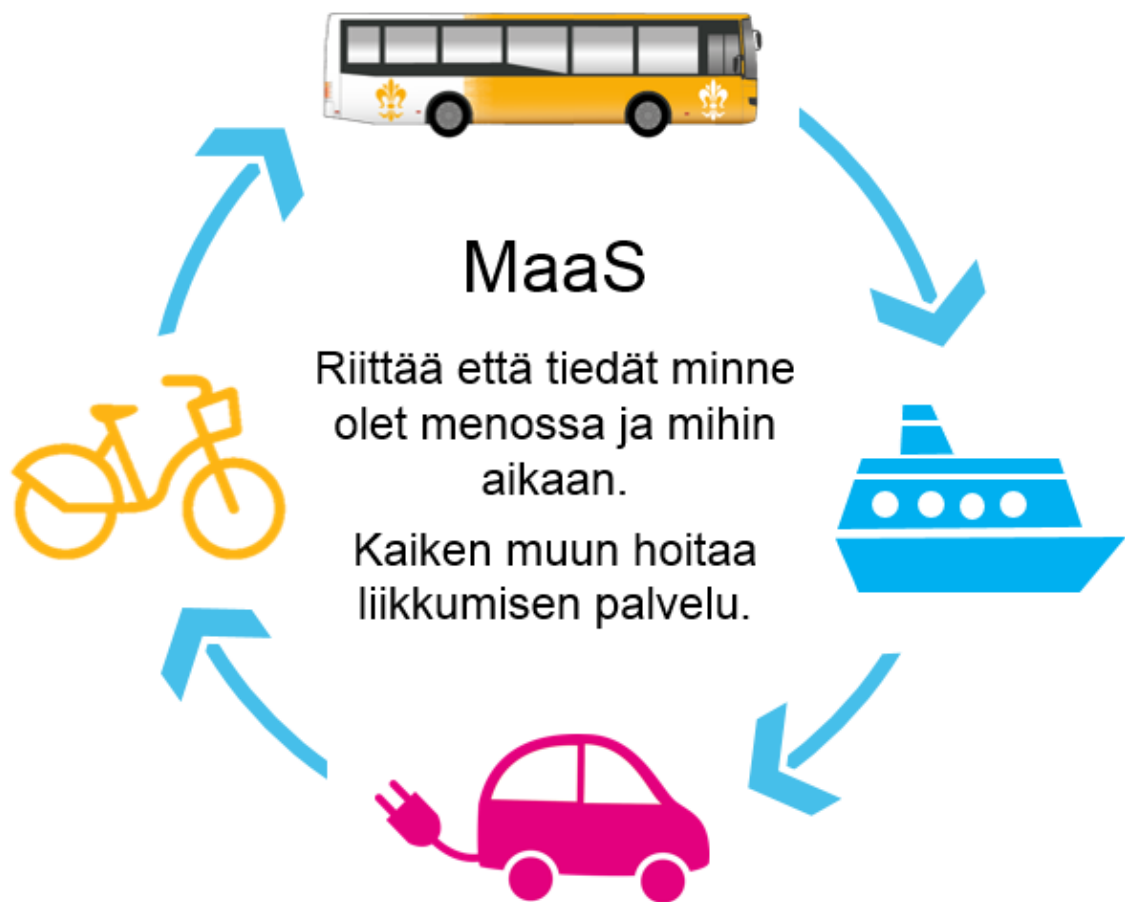 MaaS
Riittää että tiedät minne
olet menossa ja mihin
aikaan.
Kaiken muun hoitaa
liikkumisen palvelu.